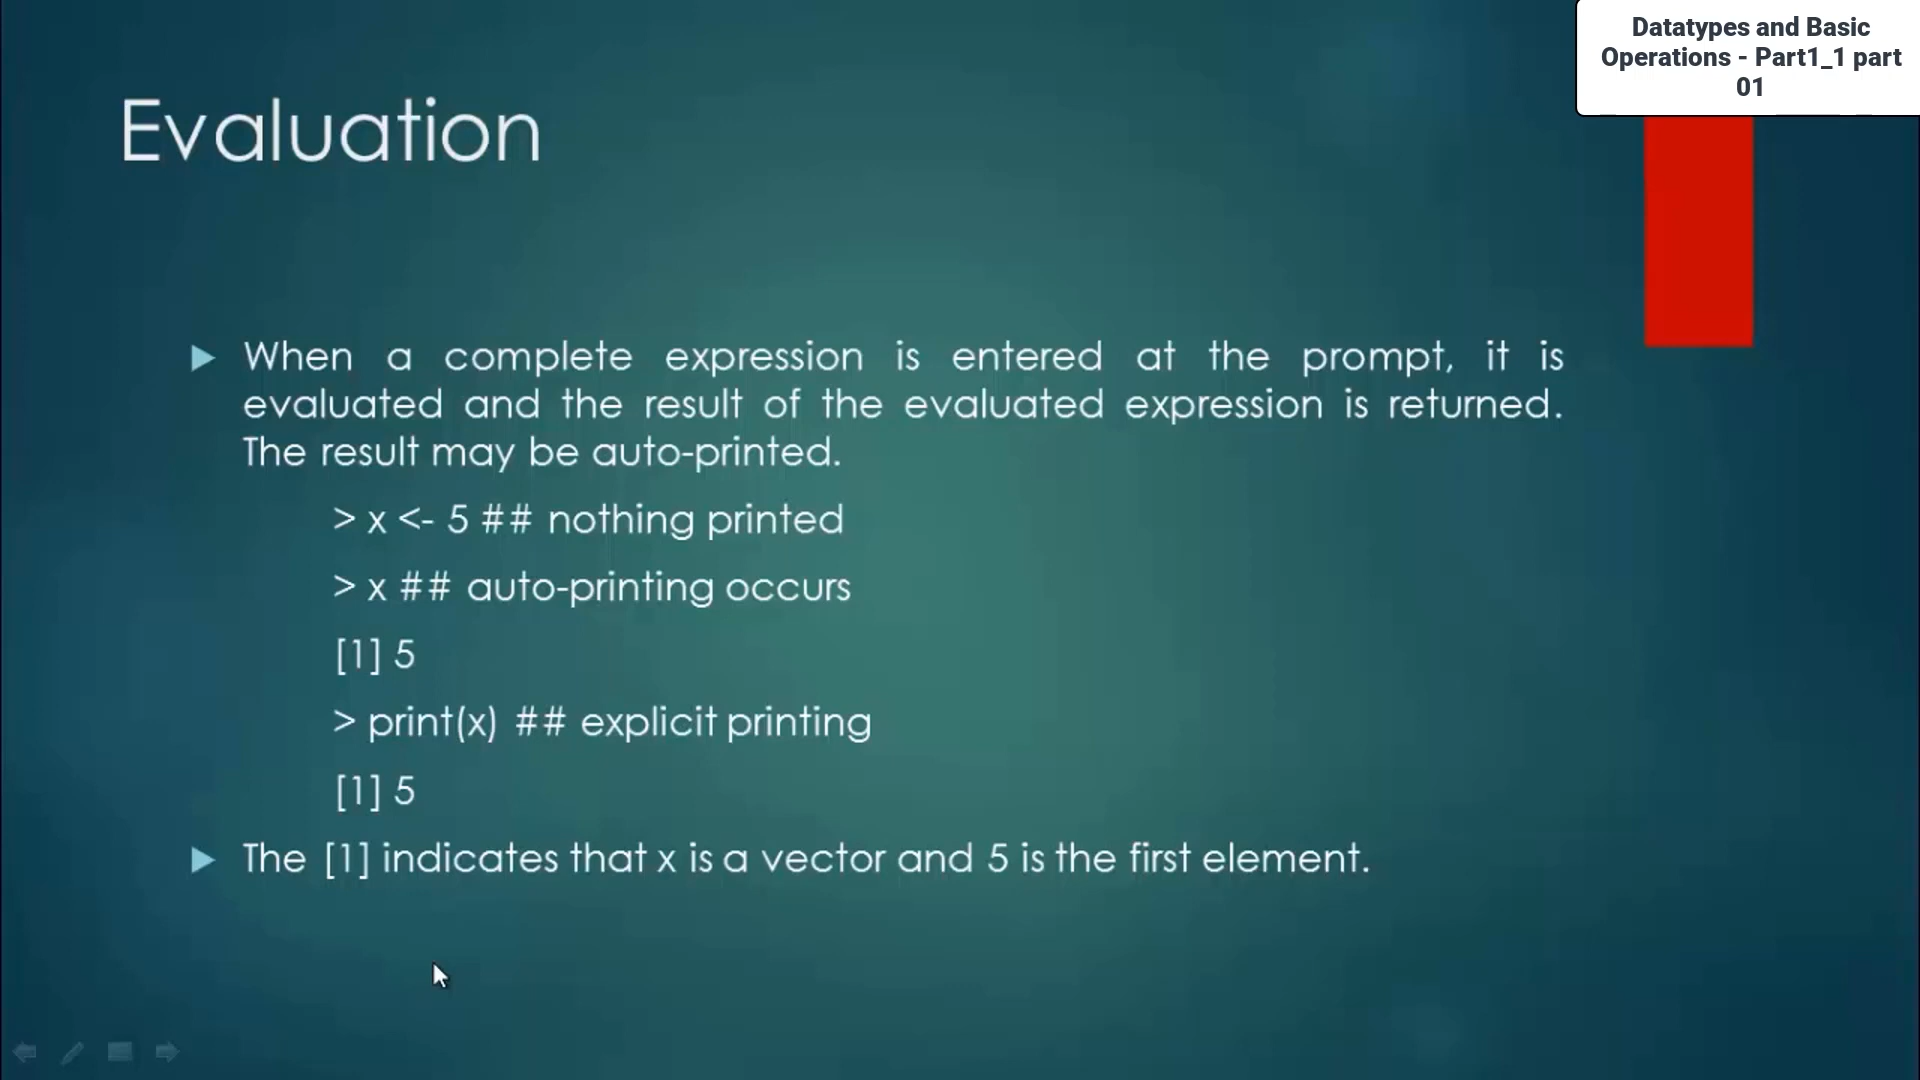 Datatypes and Basic
Operations - Part1_1 part
01
Evaluation
When a complete expression is entered at the prompt, it is
evaluated and the result of the evaluated expression is returned.
The result may be auto-printed.
> x <- 5 ## nothing printed
> x ## auto-printing occurs
[1] 5
> print(x) ## explicit printing
[1] 5
The [1] indicates that x is a vector and 5 is the first element.